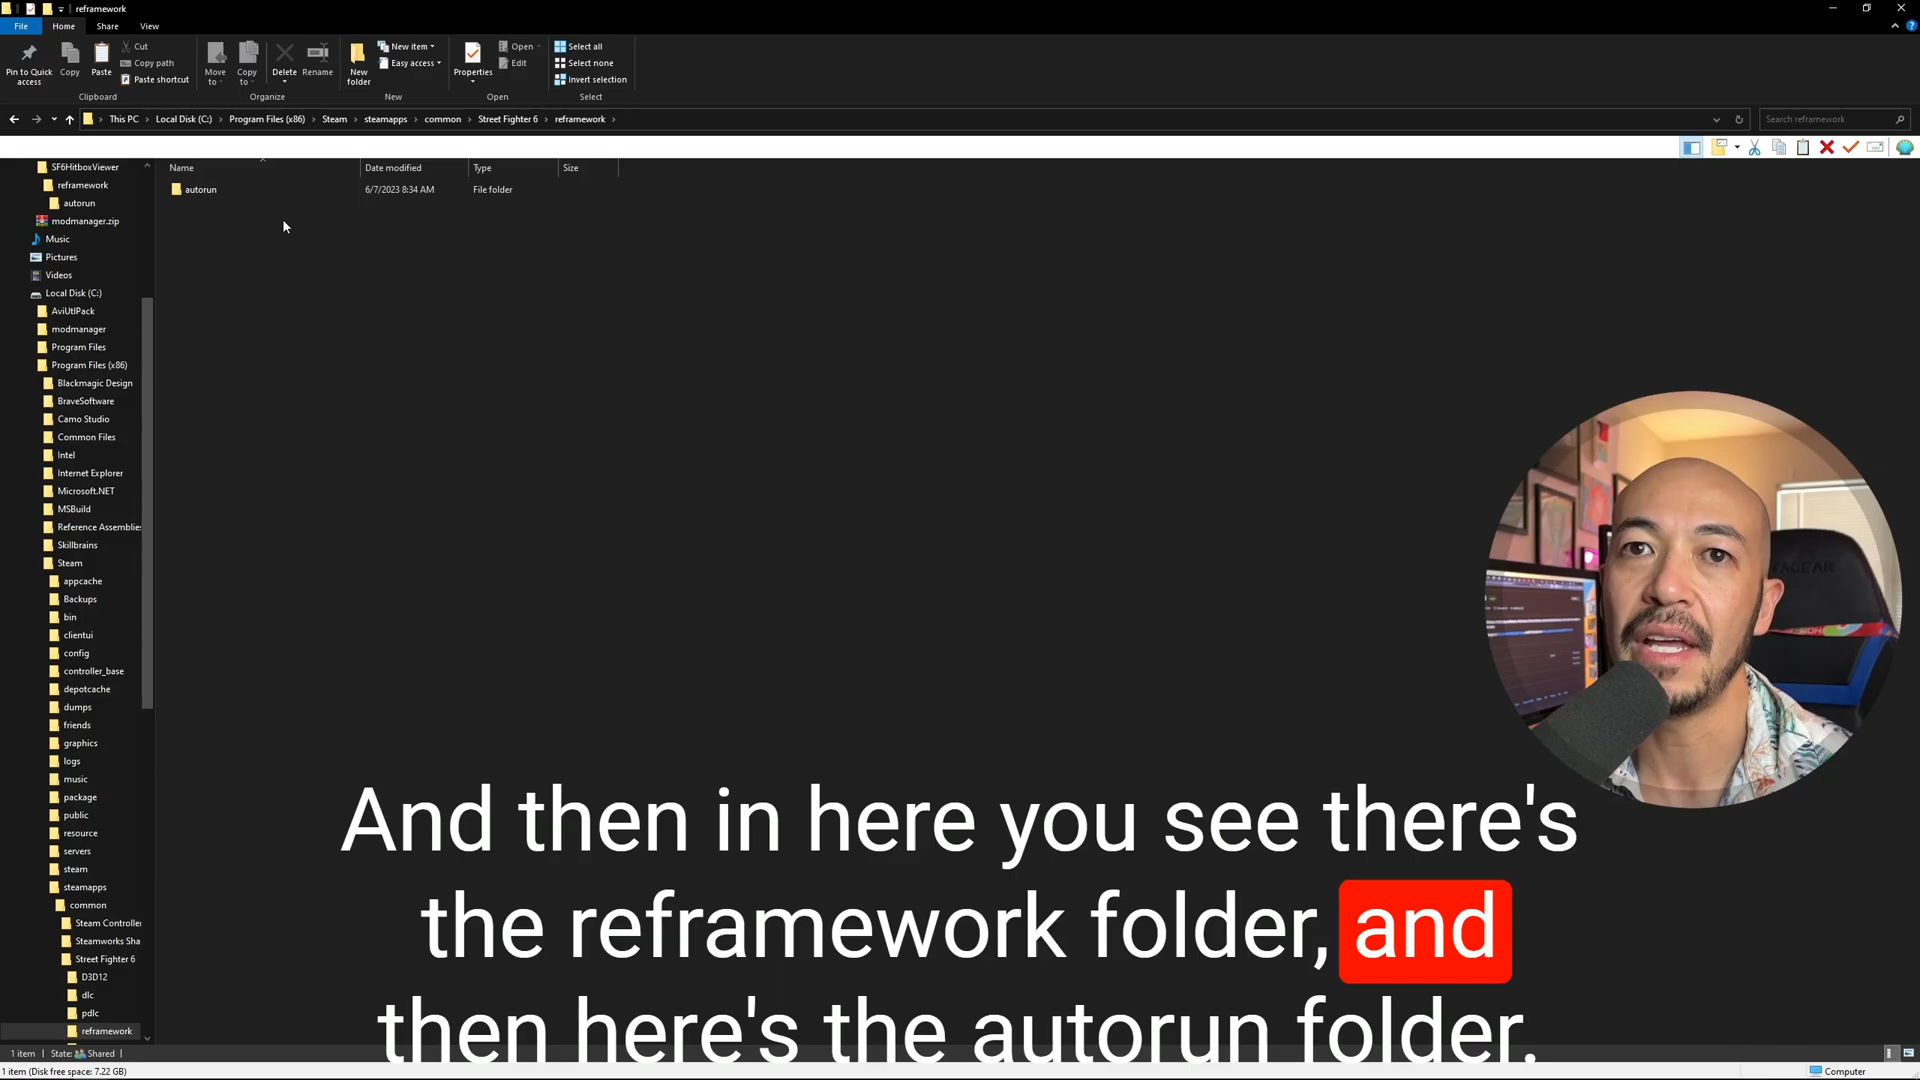 reframework
File
Home
Share
View
Pin to Quick
access
Copy
Paste
Cut
Copy path
Paste shortcut
Clipboard
Move
to
Copy
to
Delete
Rename
Organize
New
folder
New item
Easy access
New
Properties
Open
Edit
Open
Select all
Select none
Invert selection
Select
This PC > Local Disk (C:) > Program Files (x86) > Steam > steamapps > common > Street Fighter 6 > reframework >
Search reframework
Name
Date modified
Type
Size
autorun
6/7/2023 8:34 AM
File folder
SF6HitboxViewer
reframework
autorun
modmanager.zip
Music
Pictures
Videos
Local Disk (C:)
AviUtlPack
modmanager
Program Files
Program Files (x86)
Blackmagic Design
BraveSoftware
Camo Studio
Common Files
Intel
Internet Explorer
Microsoft.NET
MSBuild
Reference Assemblies
Skillbrains
Steam
appcache
Backups
bin
clientui
config
controller_base
depotcache
dumps
friends
graphics
logs
music
package
public
resource
servers
steam
steamapps
common
Steam Controller
Steamworks Sha
Street Fighter 6
D3D12
dlc
pdlc
reframework
And then in here you see there's
the reframework folder, and
then here's the autorun folder.
1 item
State: Shared
1 item (Disk free space: 7.22 GB)
Computer